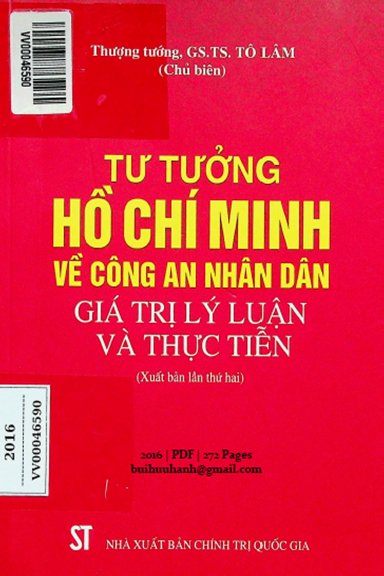 VV00046590
Thượng tướng, GS.TS. TÔ LÂM
(Chủ biên)
TƯ TƯỞNG
HỒ CHÍ MINH
VỀ CÔNG AN NHÂN DÂN
GIÁ TRỊ LÝ LUẬN
VÀ THỰC TIỄN
(Xuất bản lần thứ hai)
2016
VV00046590
2016 | PDF | 272 Pages
buihuuhanh@gmail.com
ST
NHÀ XUẤT BẢN CHÍNH TRỊ QUỐC GIA